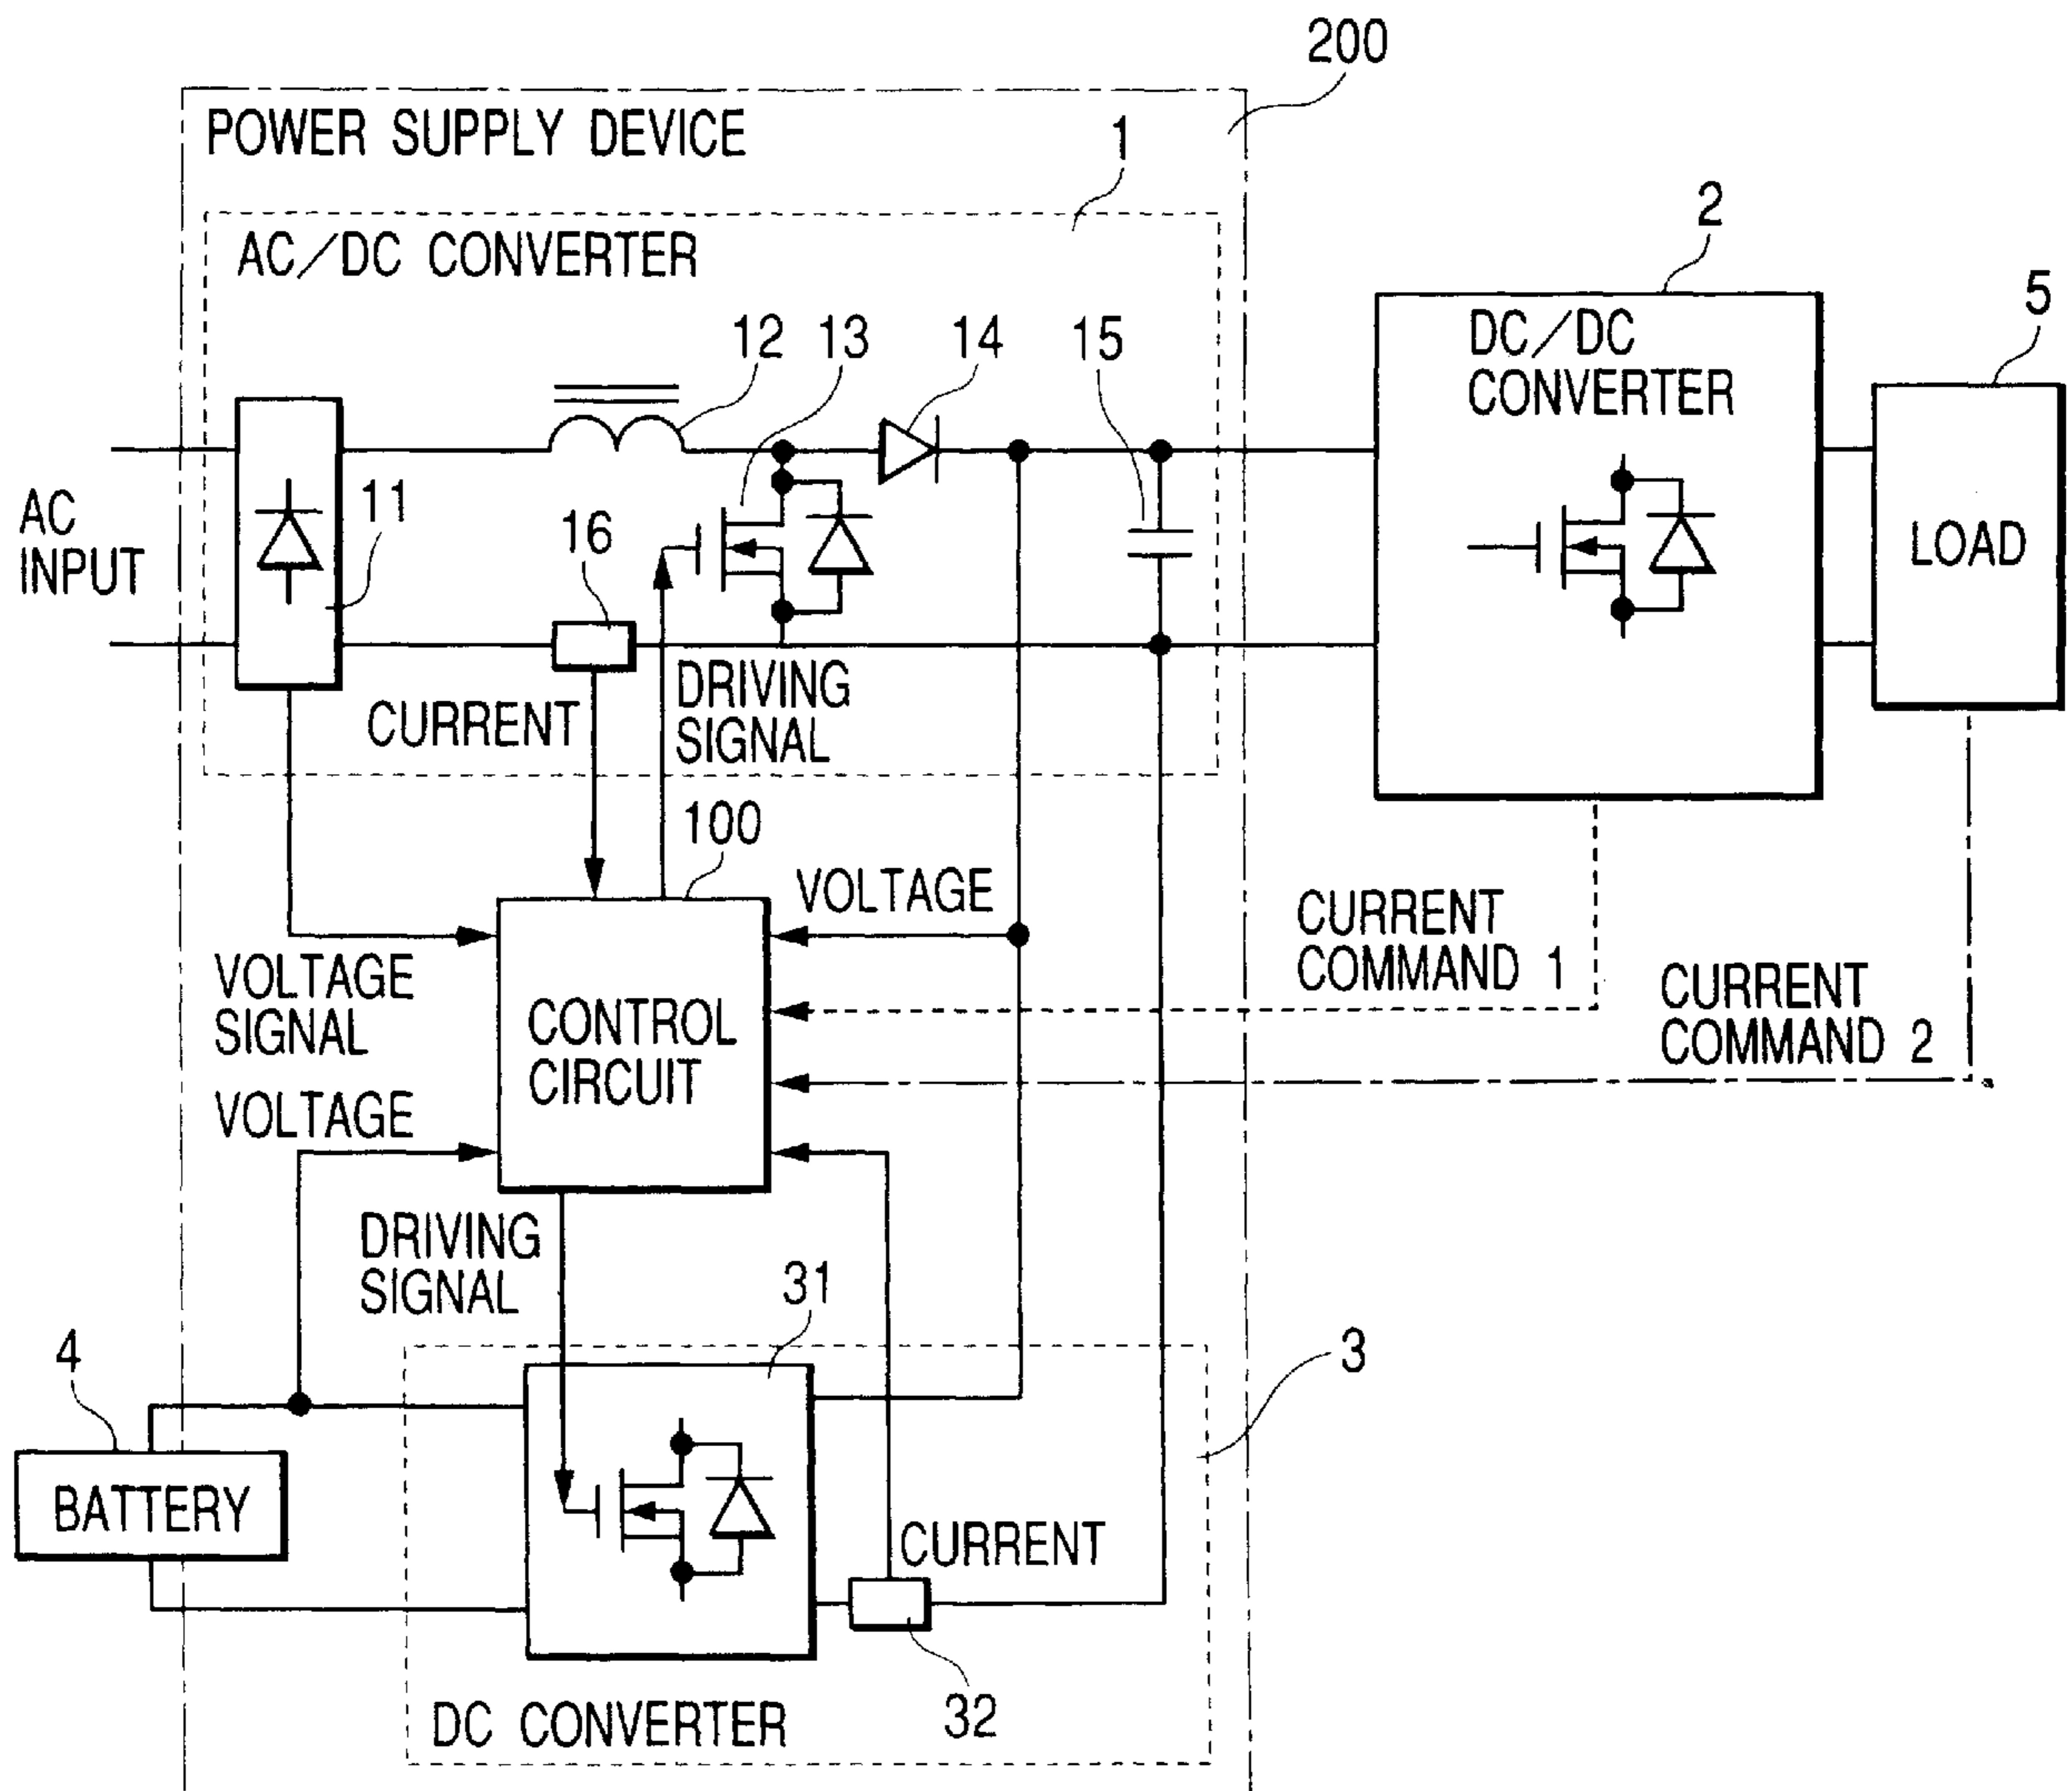 200
POWER SUPPLY DEVICE
1
AC/DC CONVERTER
2
5
12
13
14
15
DC/DC
CONVERTER
AC
INPUT
11
16
LOAD
CURRENT
DRIVING
SIGNAL
100
VOLTAGE
CURRENT
COMMAND 1
VOLTAGE
SIGNAL
CONTROL
CIRCUIT
CURRENT
COMMAND 2
VOLTAGE
DRIVING
SIGNAL
31
3
4
BATTERY
CURRENT
32
DC CONVERTER